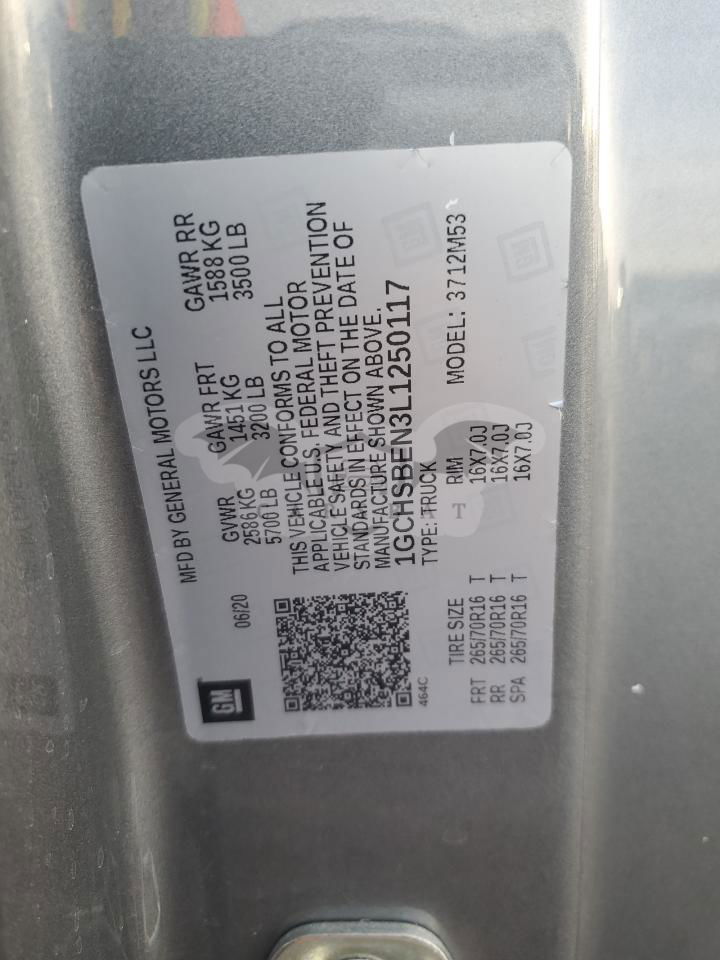 MFD BY GENERAL MOTORS LLC
GM
06/20
GVWR GAWR FRT GAWR RR
2586 KG 1451 KG 1588 KG
5700 LB 3200 LB 3500 LB
THIS VEHICLE CONFORMS TO ALL
APPLICABLE U.S. FEDERAL MOTOR
VEHICLE SAFETY AND THEFT PREVENTION
STANDARDS IN EFFECT ON THE DATE OF
MANUFACTURE SHOWN ABOVE.
1GCHSBEN3L1250117
464C
TYPE: TRUCK
MODEL: 3712M53
TIRE SIZE RIM
FRT 265/70R16 T 16X7.0J
RR 265/70R16 T 16X7.0J
SPA 265/70R16 T 16X7.0J